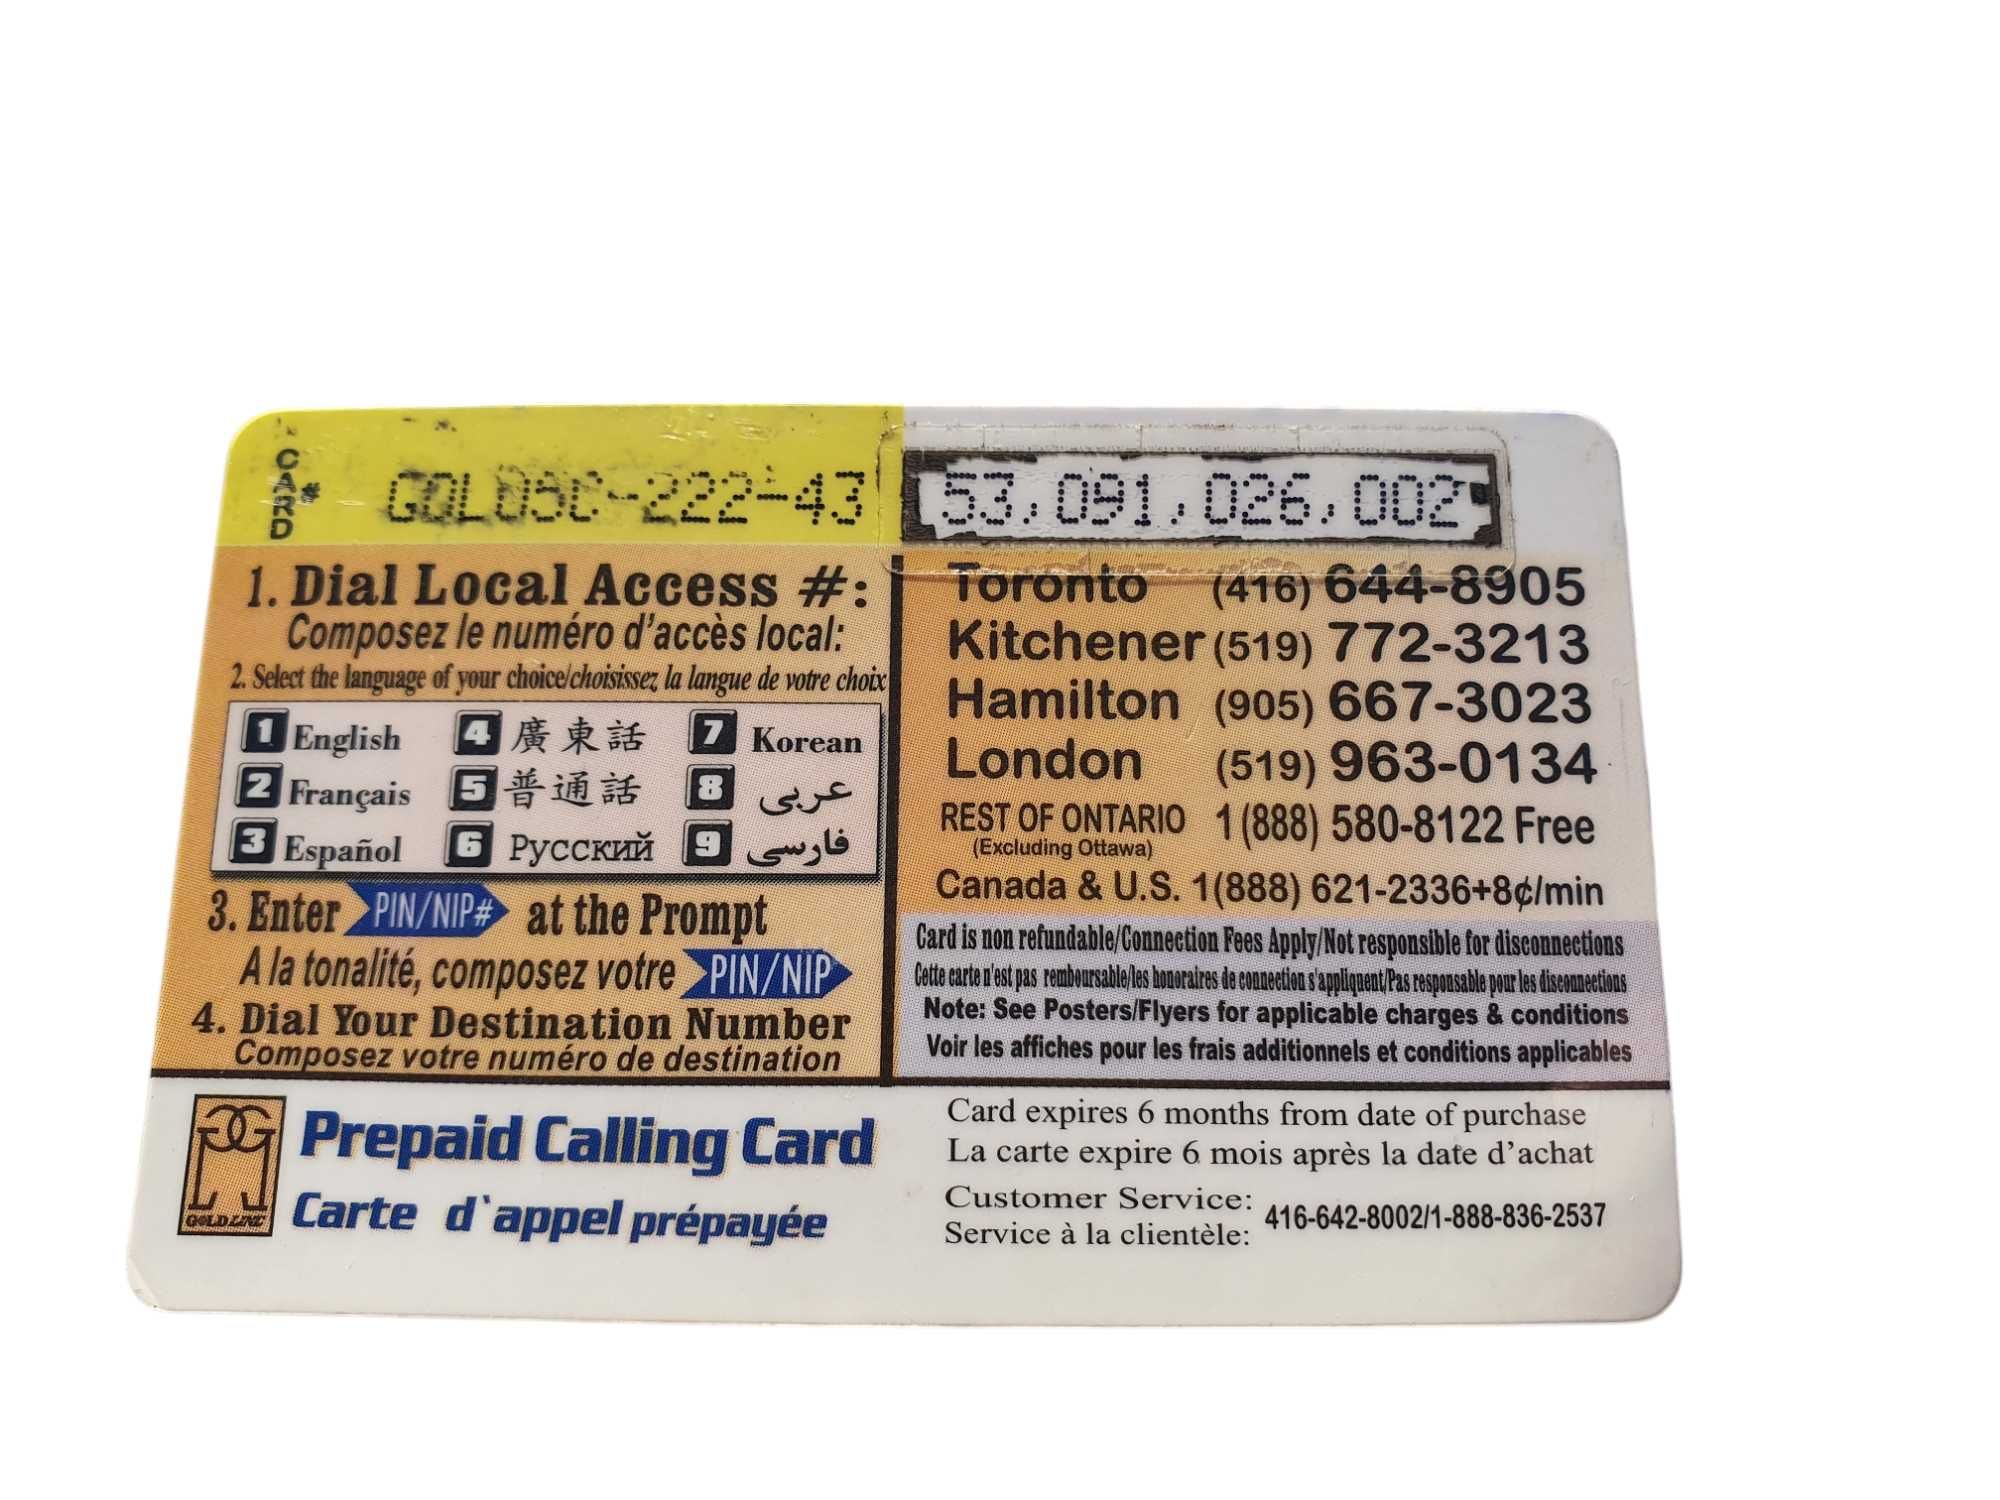 CARD#
-222-43
53,091,026,002
1. Dial Local Access #:
Composez le numéro d'accès local:
2. Select the language of your choice/choisissez la langue de votre choix
1 English 4 廣東話 7 Korean
2 Français 5 普通話 8 عربي
3 Español 6 Русский 9 فارسی
3. Enter PIN/NIP# at the Prompt
A la tonalité, composez votre PIN/NIP
4. Dial Your Destination Number
Composez votre numéro de destination
Toronto (416) 644-8905
Kitchener (519) 772-3213
Hamilton (905) 667-3023
London (519) 963-0134
REST OF ONTARIO 1 (888) 580-8122 Free
(Excluding Ottawa)
Canada & U.S. 1(888) 621-2336+8¢/min
Card is non refundable/Connection Fees Apply/Not responsible for disconnections
Cette carte n'est pas remboursable/les honoraires de connection s'appliquent/Pas responsable pour les disconnections
Note: See Posters/Flyers for applicable charges & conditions
Voir les affiches pour les frais additionnels et conditions applicables
GOLD LINE
Prepaid Calling Card
Carte d`appel prépayée
Card expires 6 months from date of purchase
La carte expire 6 mois après la date d'achat
Customer Service:
Service à la clientèle:
416-642-8002/1-888-836-2537